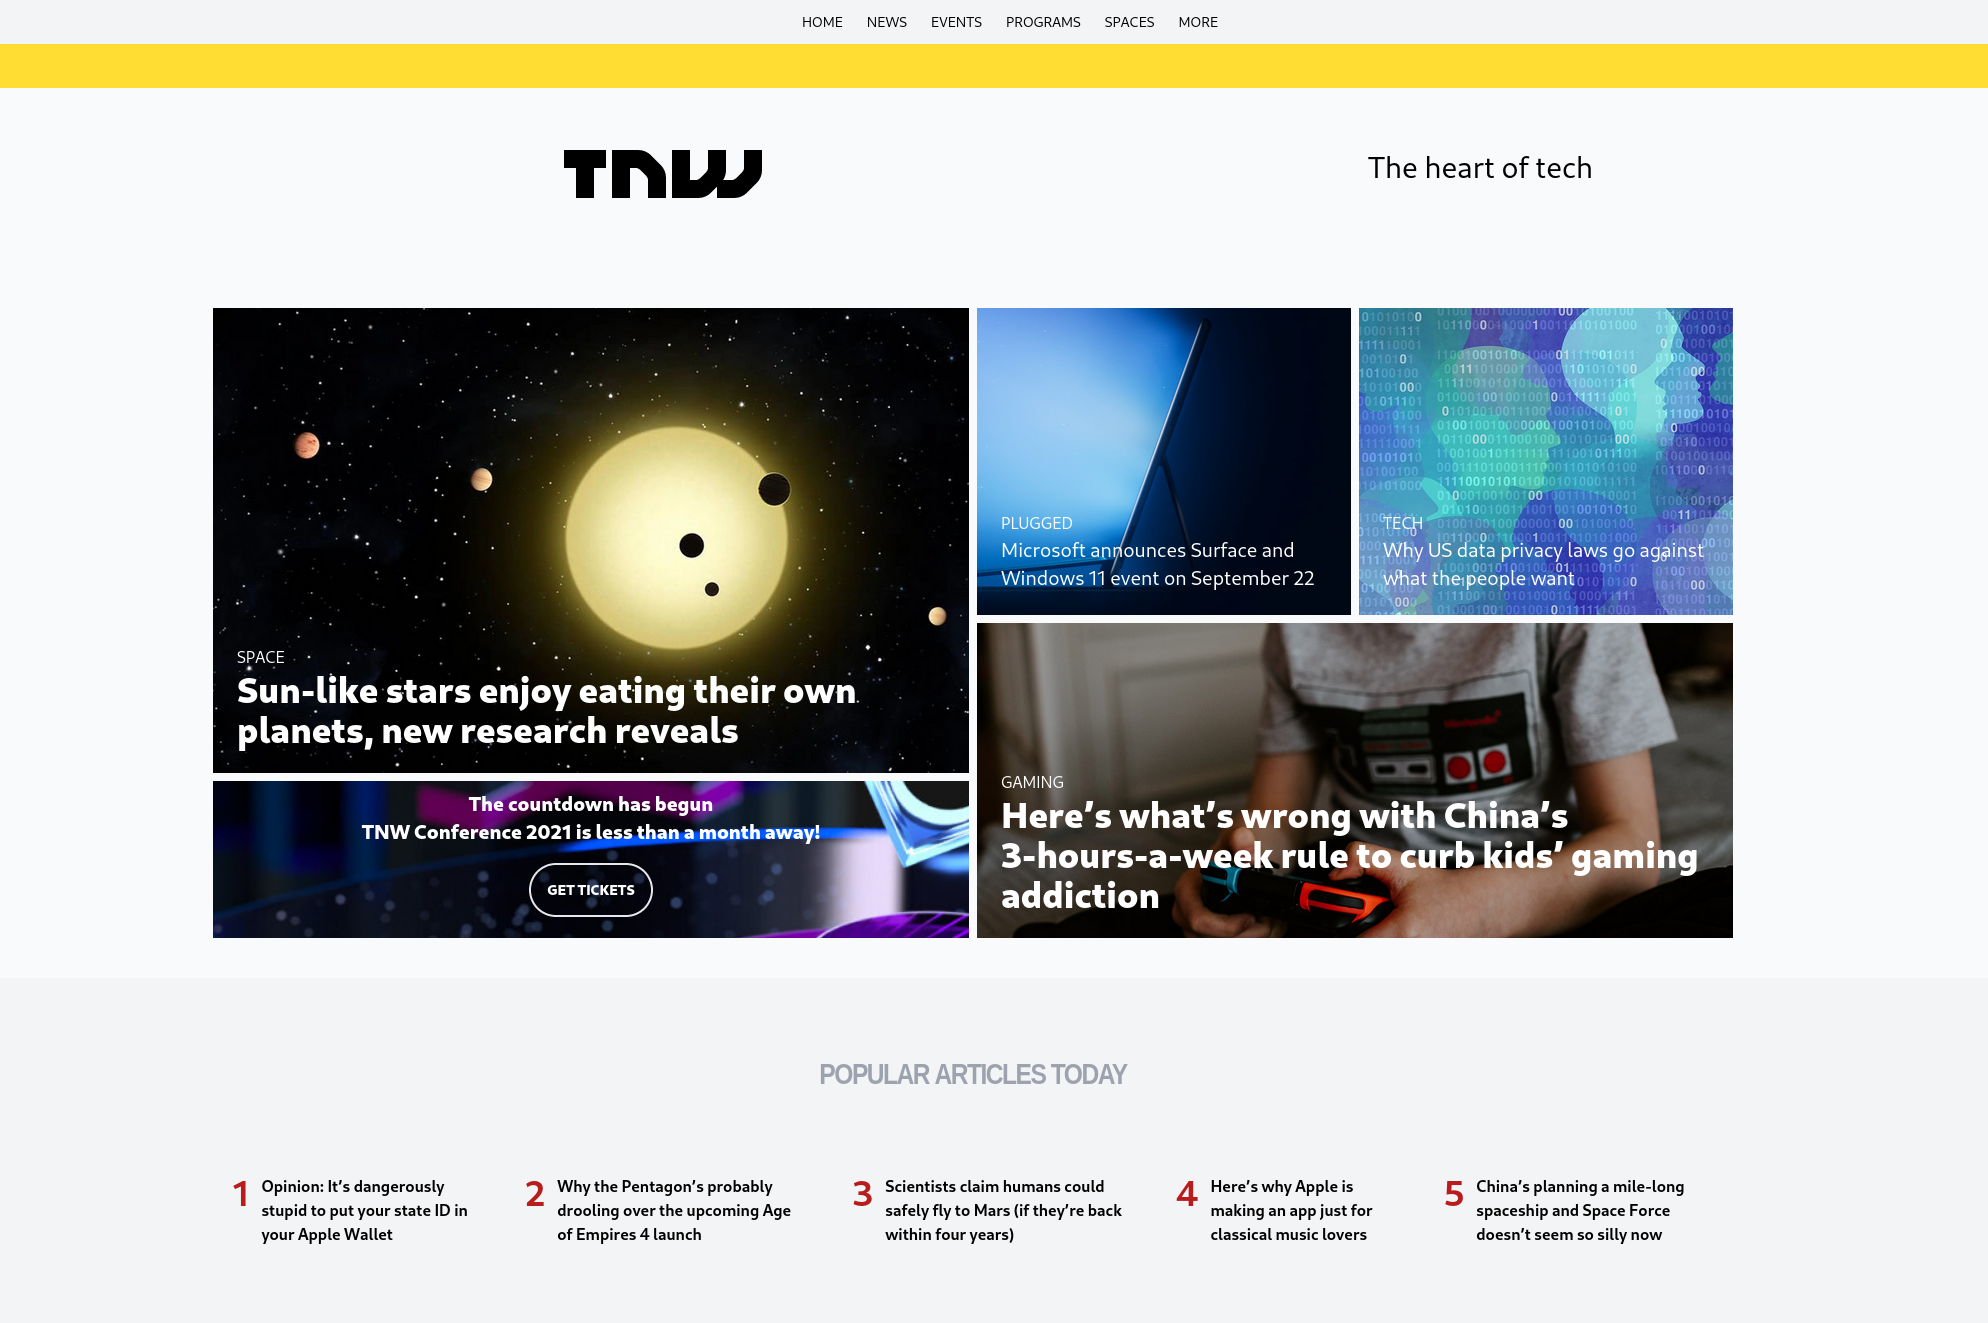 HOME NEWS EVENTS PROGRAMS SPACES MORE
TNW
The heart of tech
SPACE
Sun-like stars enjoy eating their own
planets, new research reveals
PLUGGED
Microsoft announces Surface and
Windows 11 event on September 22
TECH
Why US data privacy laws go against
what the people want
The countdown has begun
TNW Conference 2021 is less than a month away!
GET TICKETS
Nintendo
GAMING
Here’s what’s wrong with China’s
3-hours-a-week rule to curb kids’ gaming
addiction
POPULAR ARTICLES TODAY
1 Opinion: It’s dangerously
stupid to put your state ID in
your Apple Wallet
2 Why the Pentagon’s probably
drooling over the upcoming Age
of Empires 4 launch
3 Scientists claim humans could
safely fly to Mars (if they’re back
within four years)
4 Here’s why Apple is
making an app just for
classical music lovers
5 China’s planning a mile-long
spaceship and Space Force
doesn’t seem so silly now